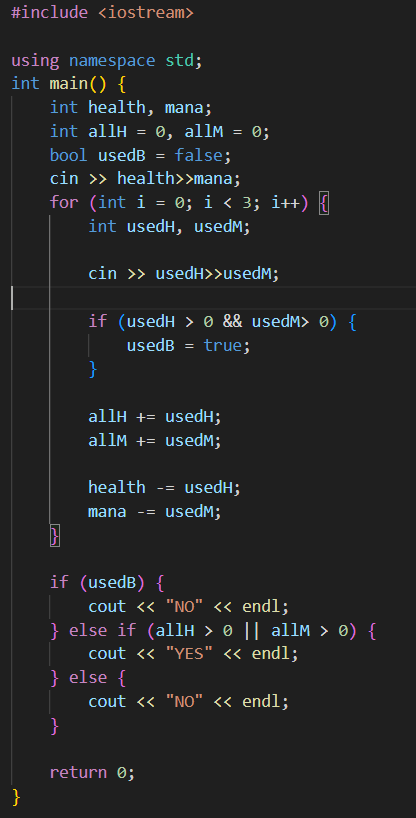 #include <iostream>
using namespace std;
int main() {
int health, mana;
int allH = 0, allM = 0;
bool usedB = false;
cin >> health>>mana;
for (int i = 0; i < 3; i++) {
int usedH, usedM;
cin >> usedH>>usedM;
if (usedH > 0 && usedM> 0) {
usedB = true;
}
allH += usedH;
allM += usedM;
health -= usedH;
mana -= usedM;
}
if (usedB) {
cout << "NO" << endl;
} else if (allH > 0 || allM > 0) {
cout << "YES" << endl;
} else {
cout << "NO" << endl;
}
return 0;
}